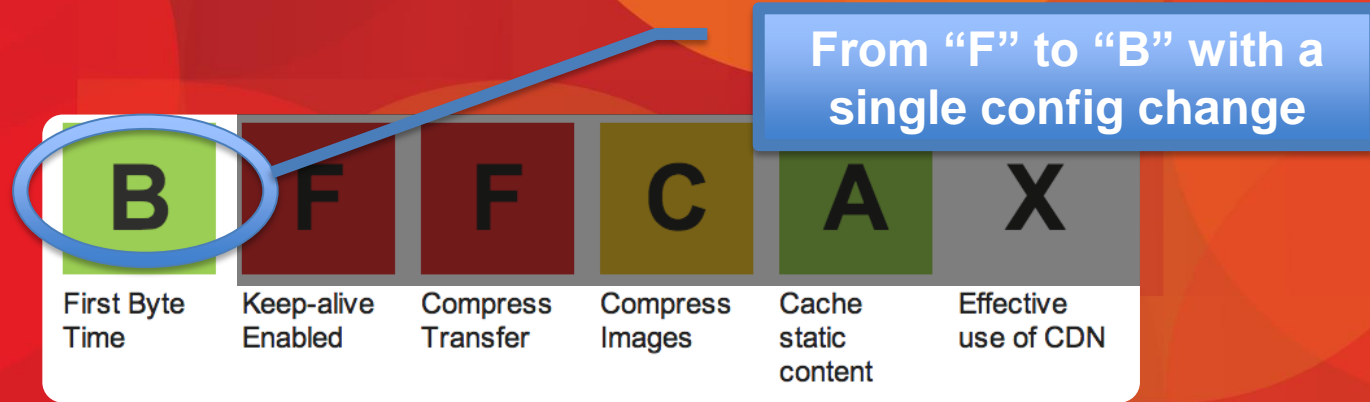 From “F” to “B” with a
single config change
B F F C A X
First Byte Time
Keep-alive Enabled
Compress Transfer
Compress Images
Cache static content
Effective use of CDN